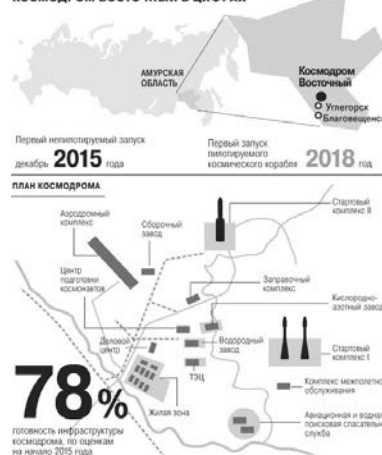 КОСМОДРОМ ВОСТОЧНЫЙ В ЦИФРАХ
АМУРСКАЯ
ОБЛАСТЬ
Космодром
Восточный
Углегорск
Благовещенск
Первый непилотируемый запуск
декабрь 2015 года
Первый запуск
пилотируемого
космического корабля 2018 год
ПЛАН КОСМОДРОМА
Стартовый
комплекс II
Аэродромный
комплекс
Сборочный
завод
Центр
подготовки
космонавтов
Заправочный
комплекс
Кислородно-
азотный завод
Деловой
центр
Водородный
завод
Стартовый
комплекс I
ТЭЦ
78%
Жилая зона
Комплекс межполетного
обслуживания
готовность инфраструктуры
космодрома, по оценкам
на начало 2015 года
Авиационная и водная
поисковая спасательная
служба